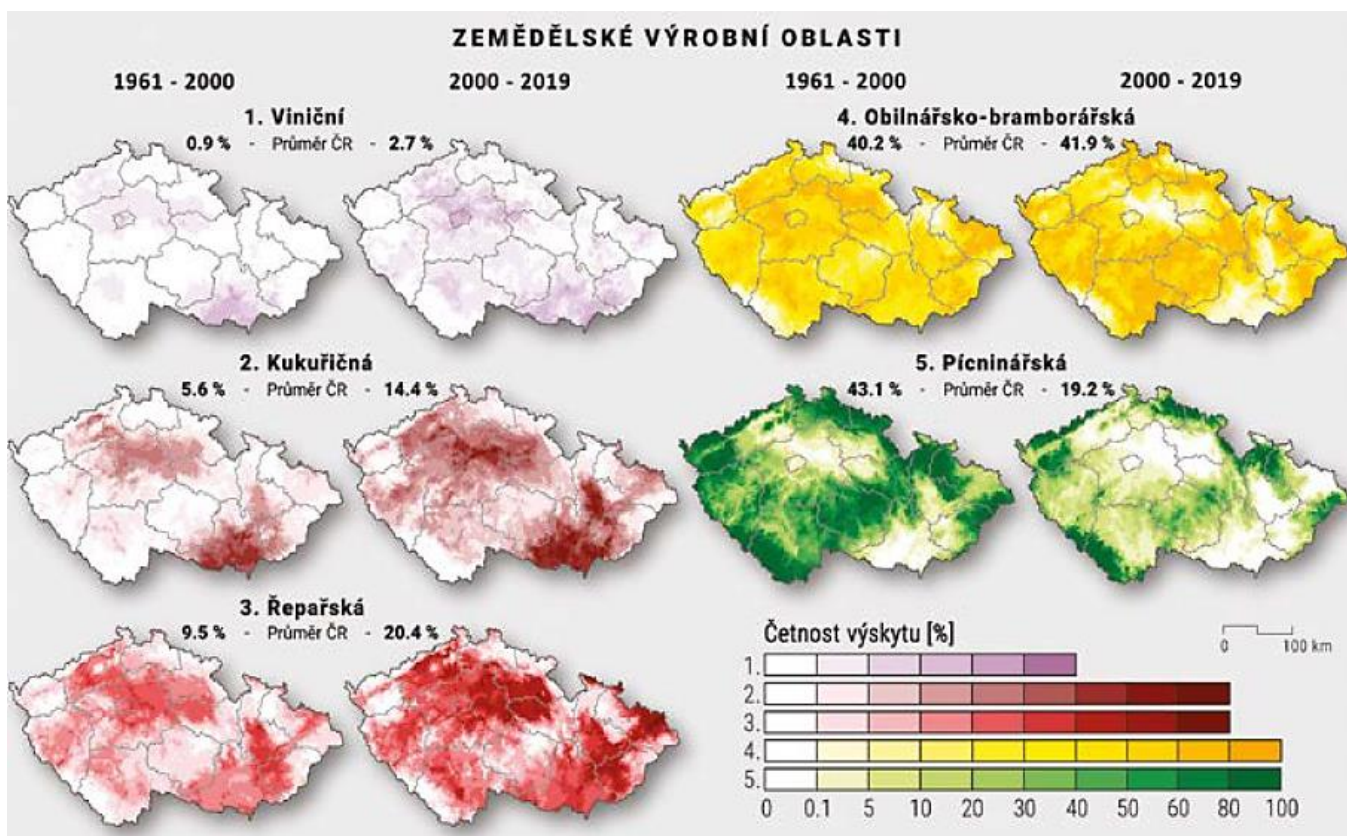 ZEMĚDĚLSKÉ VÝROBNÍ OBLASTI
1961 - 2000
2000 - 2019
1961 - 2000
2000 - 2019
1. Viniční
0.9 % - Průměr ČR - 2.7 %
4. Obilnářsko-bramborářská
40.2 % - Průměr ČR - 41.9 %
2. Kukuřičná
5.6 % - Průměr ČR - 14.4 %
5. Pícninářská
43.1 % - Průměr ČR - 19.2 %
3. Řepařská
9.5 % - Průměr ČR - 20.4 %
Četnost výskytu [%]
0 100 km
1.
2.
3.
4.
5.
0 0.1 5 10 20 30 40 50 60 80 100